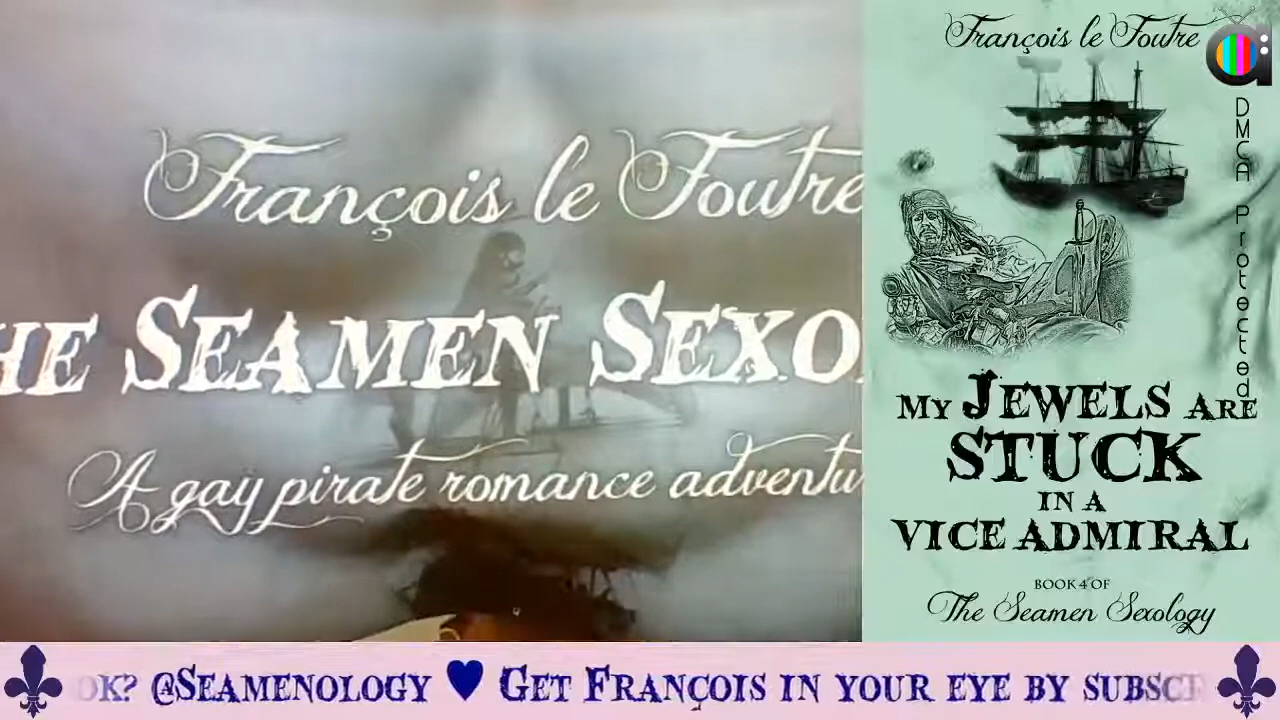 François le Foutre
HE SEAMEN SEXO
A gay pirate romance adventu
François le Foutre
DMCA Protected
MY JEWELS ARE
STUCK
IN A
VICE ADMIRAL
BOOK 4 OF
The Seamen Sexology
OK? @SEAMENOLOGY ♥ GET FRANÇOIS IN YOUR EYE BY SUBSC